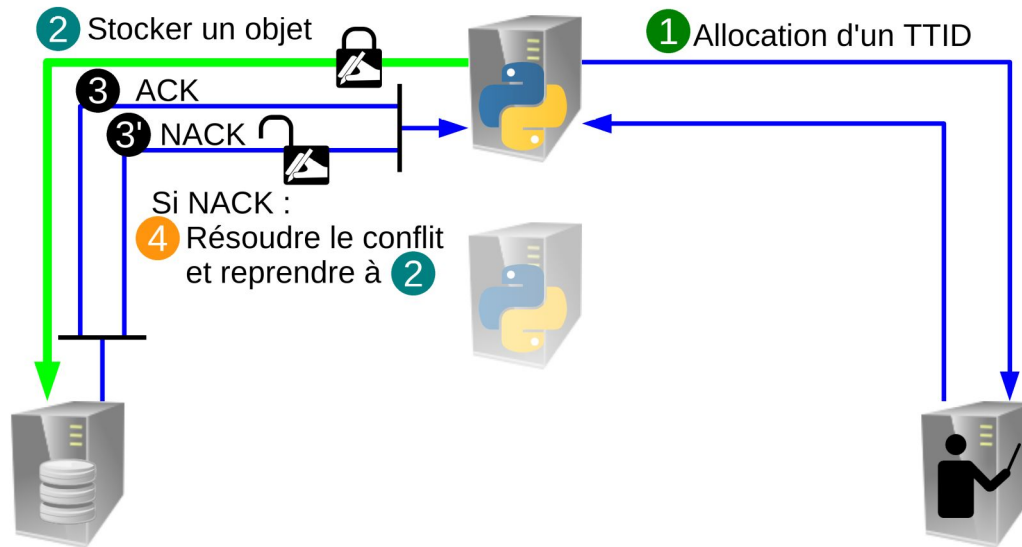 2 Stocker un objet
1 Allocation d'un TTID
3 ACK
3' NACK
Si NACK :
4 Résoudre le conflit
et reprendre à 2